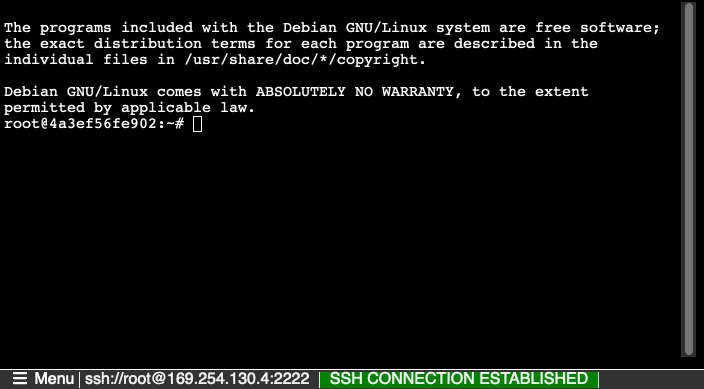 The programs included with the Debian GNU/Linux system are free software;
the exact distribution terms for each program are described in the
individual files in /usr/share/doc/*/copyright.
Debian GNU/Linux comes with ABSOLUTELY NO WARRANTY, to the extent
permitted by applicable law.
root@4a3ef56fe902:~#
☰ Menu | ssh://root@169.254.130.4:2222 | SSH CONNECTION ESTABLISHED |